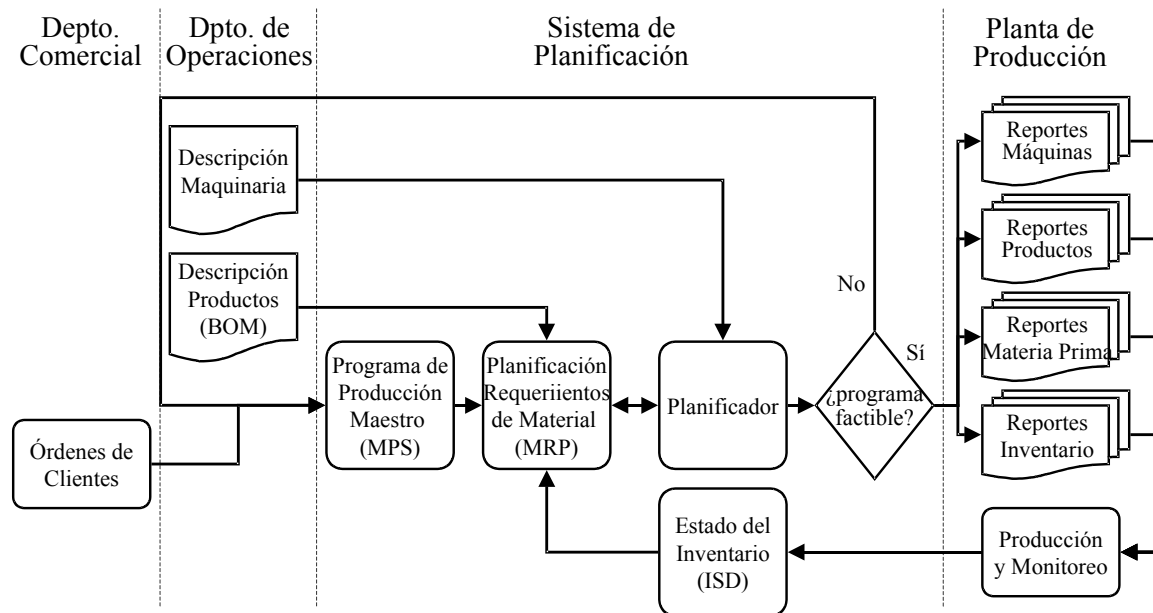 Depto.
Comercial
Dpto. de
Operaciones
Sistema de
Planificación
Planta de
Producción
Descripción
Maquinaria
Descripción
Productos
(BOM)
Programa de
Producción
Maestro
(MPS)
Planificación
Requeriientos
de Material
(MRP)
Planificador
No
Sí
¿programa
factible?
Reportes
Máquinas
Reportes
Productos
Reportes
Materia Prima
Reportes
Inventario
Órdenes de
Clientes
Estado del
Inventario
(ISD)
Producción
y Monitoreo